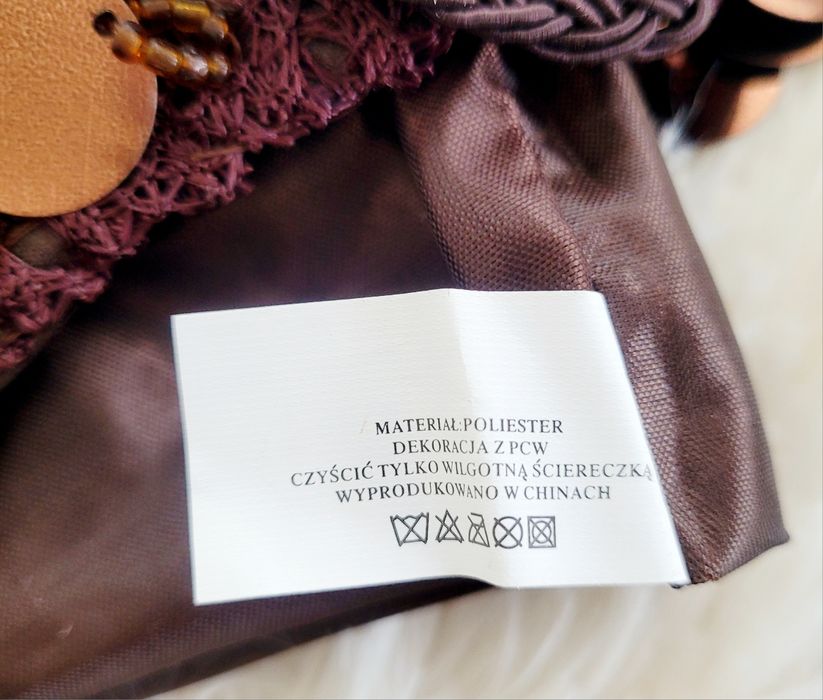 MATERIAŁ:POLIESTER
DEKORACJA Z PCW
CZYŚCIĆ TYLKO WILGOTNĄ ŚCIERECZKĄ
WYPRODUKOWANO W CHINACH